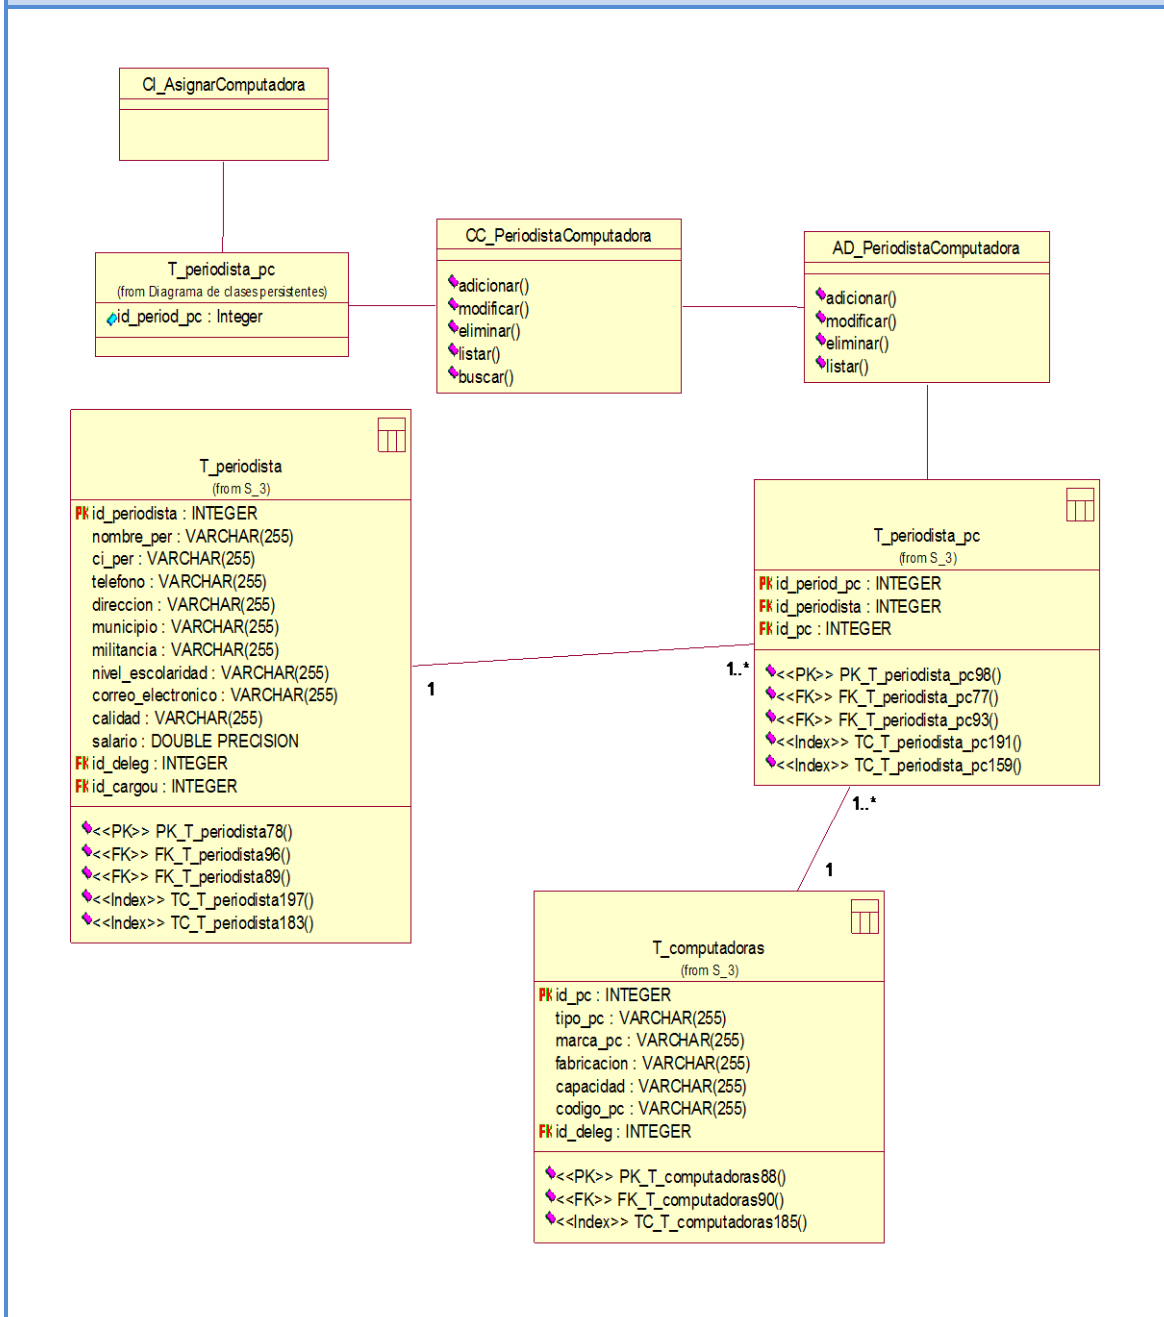 CI_AsignarComputadora
T_periodista_pc
(from Diagrama de clases persistentes)
id_period_pc : Integer
CC_PeriodistaComputadora
adicionar()
modificar()
eliminar()
listar()
buscar()
AD_PeriodistaComputadora
adicionar()
modificar()
eliminar()
listar()
T_periodista
(from S_3)
PK id_periodista : INTEGER
nombre_per : VARCHAR(255)
ci_per : VARCHAR(255)
telefono : VARCHAR(255)
direccion : VARCHAR(255)
municipio : VARCHAR(255)
militancia : VARCHAR(255)
nivel_escolaridad : VARCHAR(255)
correo_electronico : VARCHAR(255)
calidad : VARCHAR(255)
salario : DOUBLE PRECISION
FK id_deleg : INTEGER
FK id_cargou : INTEGER
<<PK>> PK_T_periodista78()
<<FK>> FK_T_periodista96()
<<FK>> FK_T_periodista89()
<<Index>> TC_T_periodista197()
<<Index>> TC_T_periodista183()
1
1..*
T_periodista_pc
(from S_3)
PK id_period_pc : INTEGER
FK id_periodista : INTEGER
FK id_pc : INTEGER
<<PK>> PK_T_periodista_pc98()
<<FK>> FK_T_periodista_pc77()
<<FK>> FK_T_periodista_pc93()
<<Index>> TC_T_periodista_pc191()
<<Index>> TC_T_periodista_pc159()
1..*
1
T_computadoras
(from S_3)
PK id_pc : INTEGER
tipo_pc : VARCHAR(255)
marca_pc : VARCHAR(255)
fabricacion : VARCHAR(255)
capacidad : VARCHAR(255)
codigo_pc : VARCHAR(255)
FK id_deleg : INTEGER
<<PK>> PK_T_computadoras88()
<<FK>> FK_T_computadoras90()
<<Index>> TC_T_computadoras185()